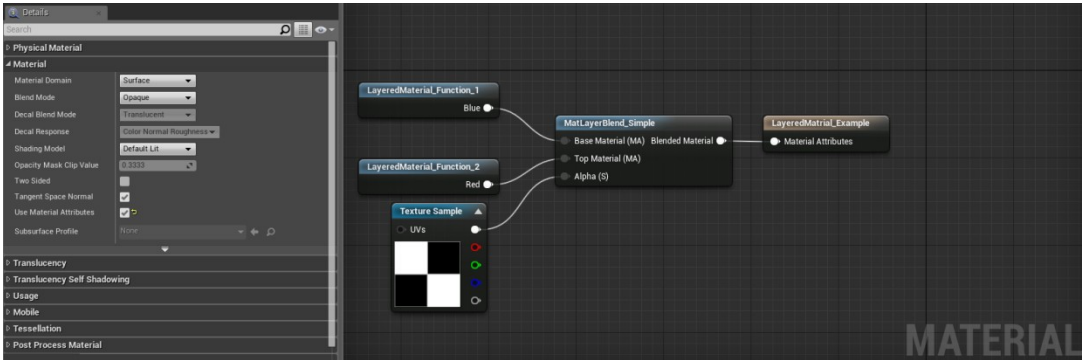 Details
Search
Physical Material
Material
Material Domain Surface
Blend Mode Opaque
Decal Blend Mode Translucent
Decal Response Color Normal Roughness
Shading Model Default Lit
Opacity Mask Clip Value 0.3333
Two Sided
Tangent Space Normal
Use Material Attributes
Subsurface Profile None
Translucency
Translucency Self Shadowing
Usage
Mobile
Tessellation
Post Process Material
LayeredMaterial_Function_1
Blue
LayeredMaterial_Function_2
Red
Texture Sample
UVs
MatLayerBlend_Simple
Base Material (MA) Blended Material
Top Material (MA)
Alpha (S)
LayeredMatrial_Example
Material Attributes
MATERIAL